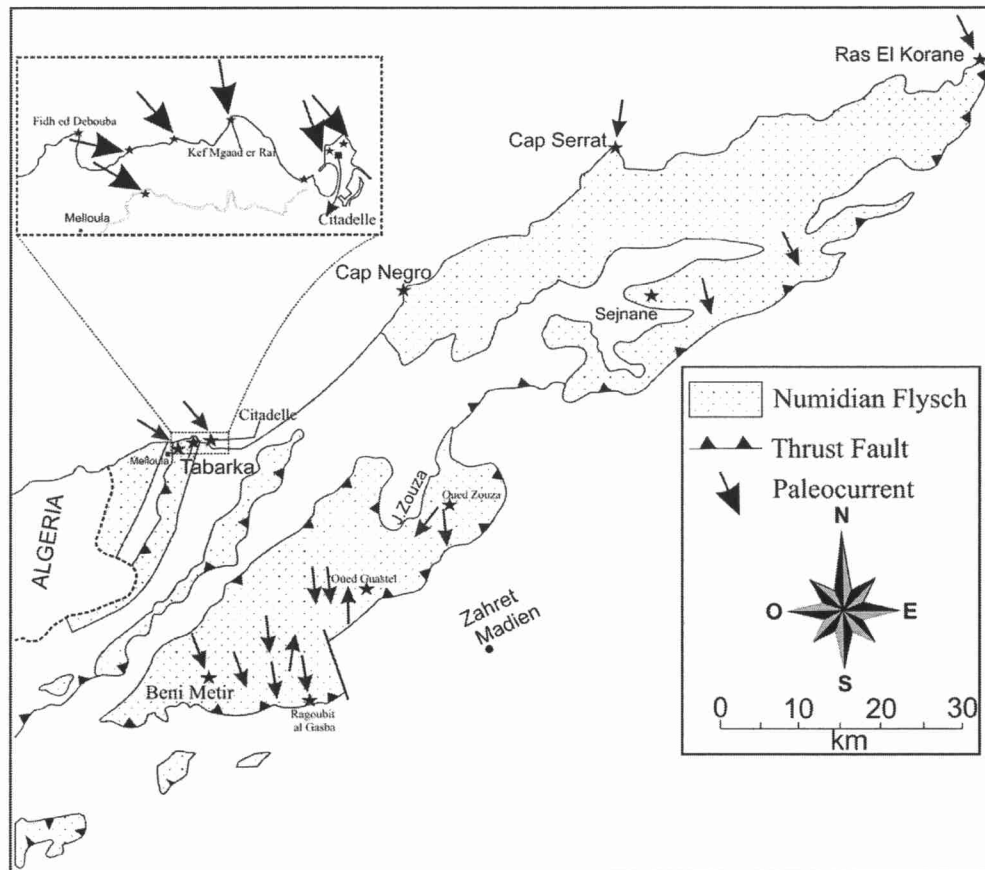 Ras El Korane
Fidh ed Debouba
Kef Mgaad er Rai
Cap Serrat
Melloula
Citadelle
Cap Negro
Sejnane
Numidian Flysch
Thrust Fault
Paleocurrent
Citadelle
Melloula
Tabarka
ALGERIA
J. Zouza
Oued Zouza
Oued Guastel
Zahret
Madien
Beni Metir
Ragoubit
al Gasba
N
O
E
S
0 10 20 30
km